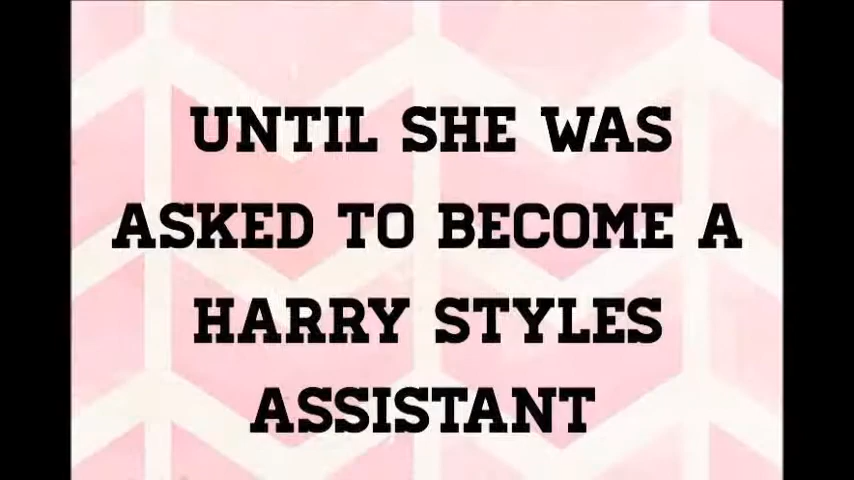 UNTIL SHE WAS
ASKED TO BECOME A
HARRY STYLES
ASSISTANT